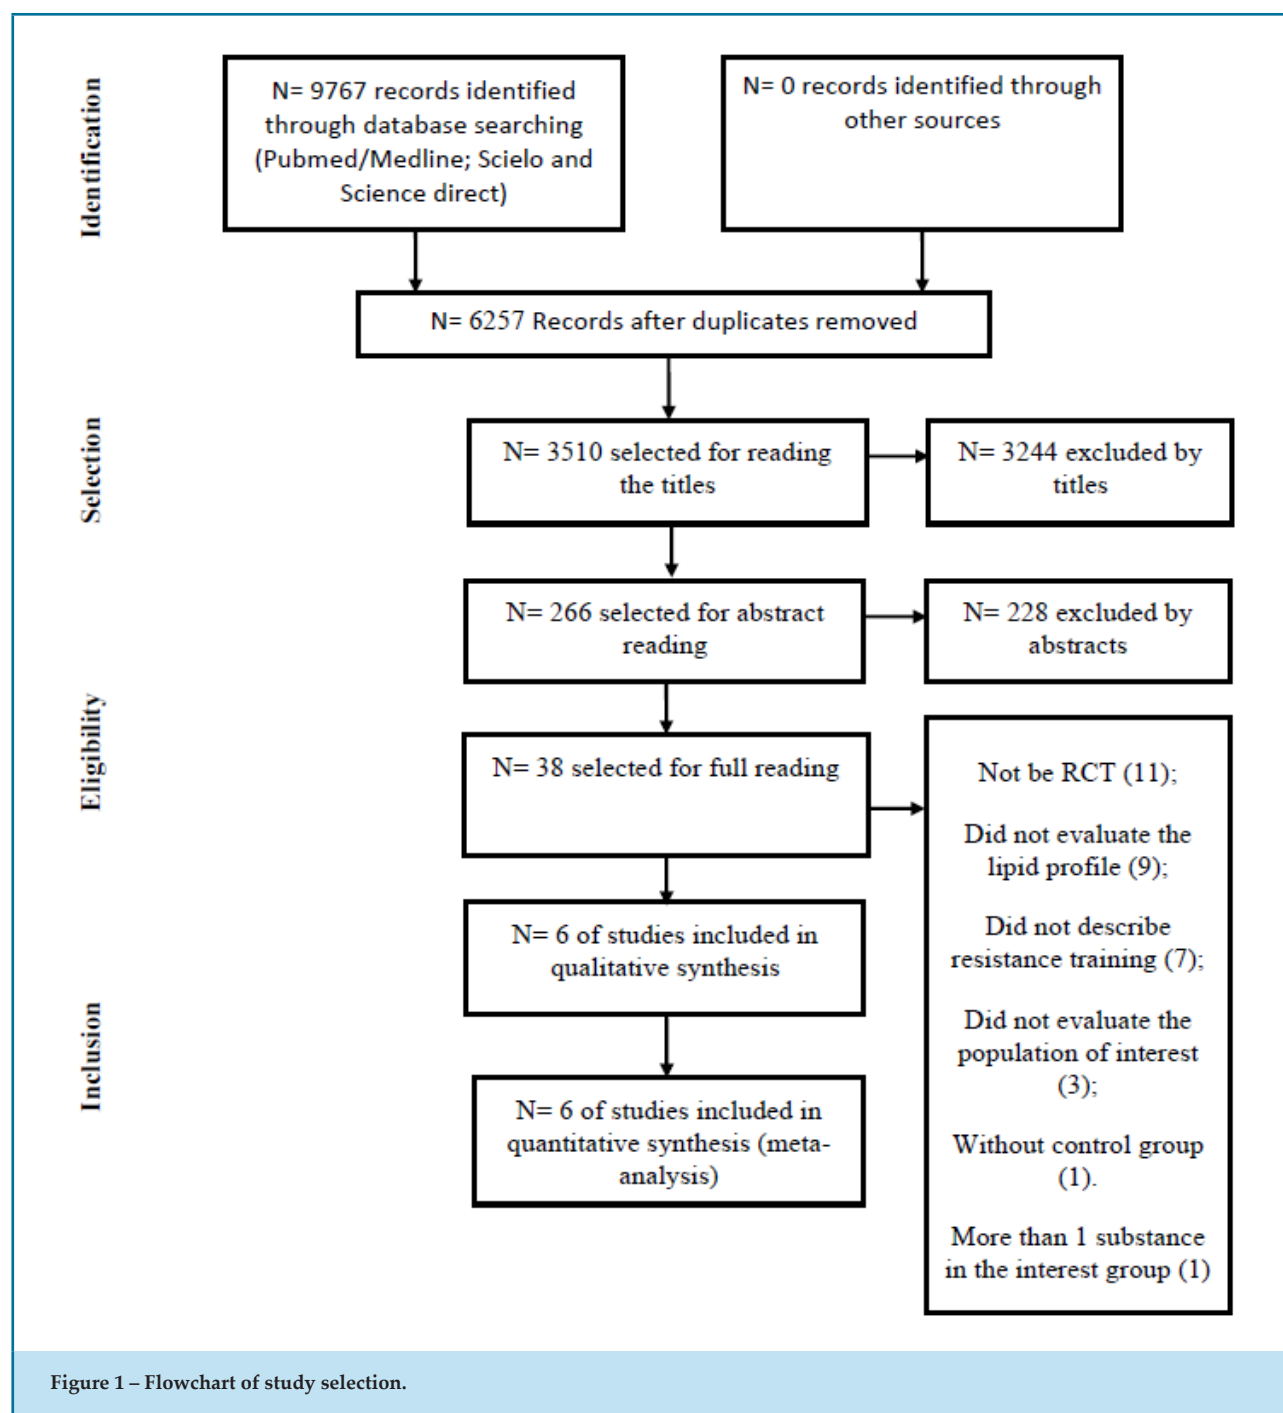 Identification
N= 9767 records identified
through database searching
(Pubmed/Medline; Scielo and
Science direct)
N= 0 records identified through
other sources
N= 6257 Records after duplicates removed
Selection
N= 3510 selected for reading
the titles
N= 3244 excluded by
titles
N= 266 selected for abstract
reading
N= 228 excluded by
abstracts
Eligibility
N= 38 selected for full reading
Not be RCT (11);
Did not evaluate the
lipid profile (9);
Did not describe
resistance training (7);
Did not evaluate the
population of interest
(3);
Without control group
(1).
More than 1 substance
in the interest group (1)
N= 6 of studies included in
qualitative synthesis
Inclusion
N= 6 of studies included in
quantitative synthesis (meta-
analysis)
Figure 1 – Flowchart of study selection.